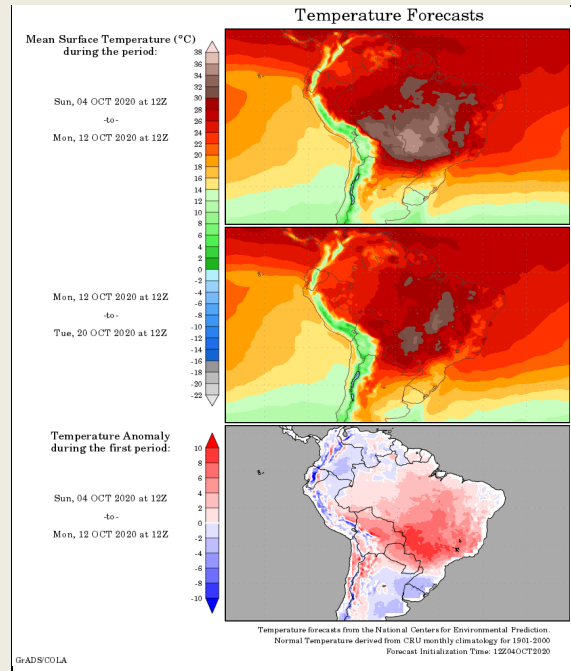 Temperature Forecasts
Mean Surface Temperature (°C)
during the period:
Sun, 04 OCT 2020 at 12Z
-to-
Mon, 12 OCT 2020 at 12Z
38
36
34
32
30
28
26
24
22
20
18
16
14
12
10
8
6
4
2
0
-2
-4
-6
-8
-10
-12
-14
-16
-17
-19
-22
Mon, 12 OCT 2020 at 12Z
-to-
Tue, 20 OCT 2020 at 12Z
Temperature Anomaly
during the first period:
Sun, 04 OCT 2020 at 12Z
-to-
Mon, 12 OCT 2020 at 12Z
10
8
6
4
2
0
-2
-4
-6
-8
-10
Temperature forecasts from the National Centers for Environmental Prediction.
Normal Temperature derived from CRU monthly climatology for 1901-2000
Forecast Initialization Time: 12Z04OCT2020
GrADS/COLA